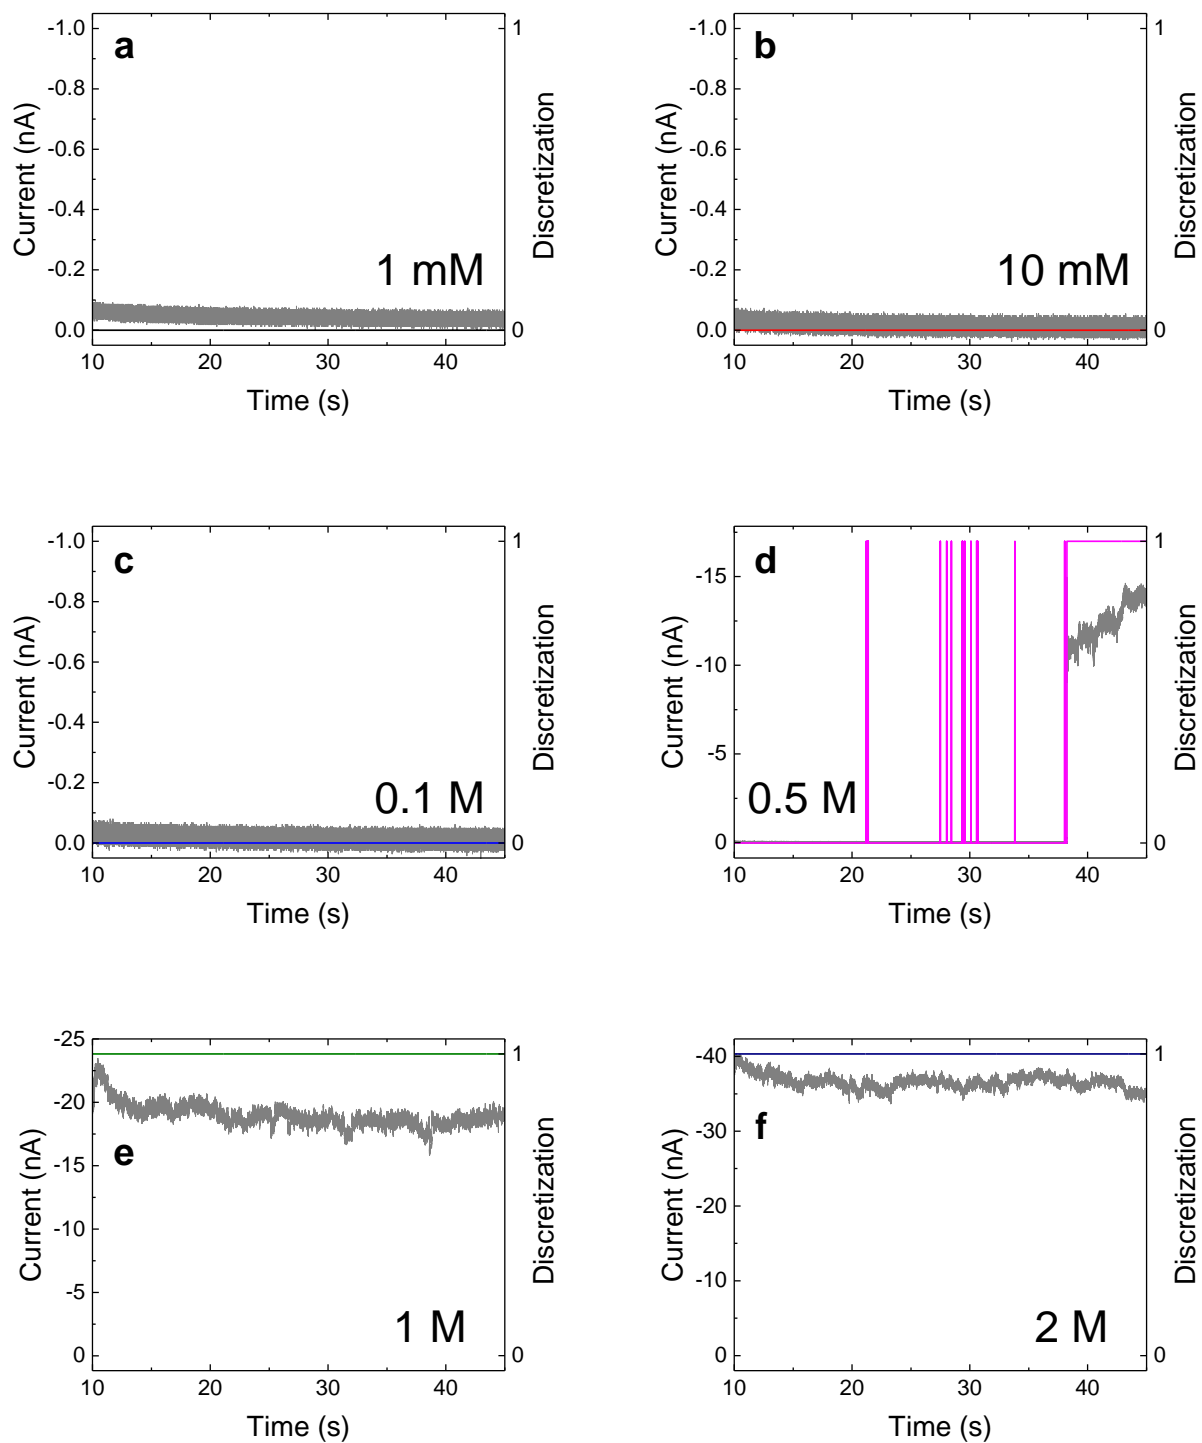 a
-1.0
-0.8
-0.6
-0.4
-0.2
0.0
Current (nA)
1
0
Discretization
1 mM
10 20 30 40
Time (s)
b
-1.0
-0.8
-0.6
-0.4
-0.2
0.0
Current (nA)
1
0
Discretization
10 mM
10 20 30 40
Time (s)
c
-1.0
-0.8
-0.6
-0.4
-0.2
0.0
Current (nA)
1
0
Discretization
0.1 M
10 20 30 40
Time (s)
d
-15
-10
-5
0
Current (nA)
1
0
Discretization
0.5 M
10 20 30 40
Time (s)
-25
-20
-15
-10
-5
0
Current (nA)
e
1
0
Discretization
1 M
10 20 30 40
Time (s)
-40
-30
-20
-10
0
Current (nA)
f
1
0
Discretization
2 M
10 20 30 40
Time (s)